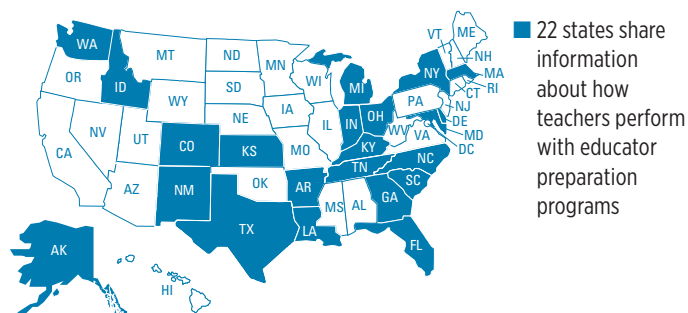 WA
MT
ND
MN
VT
ME
OR
ID
SD
WI
MI
NY
NH
MA
RI
CT
WY
IA
PA
NJ
NV
NE
IL
IN
OH
DE
UT
CO
KS
MO
WV
VA
MD
DC
CA
KY
AZ
NM
OK
AR
TN
NC
SC
MS
AL
GA
TX
LA
FL
AK
HI
22 states share
information
about how
teachers perform
with educator
preparation
programs